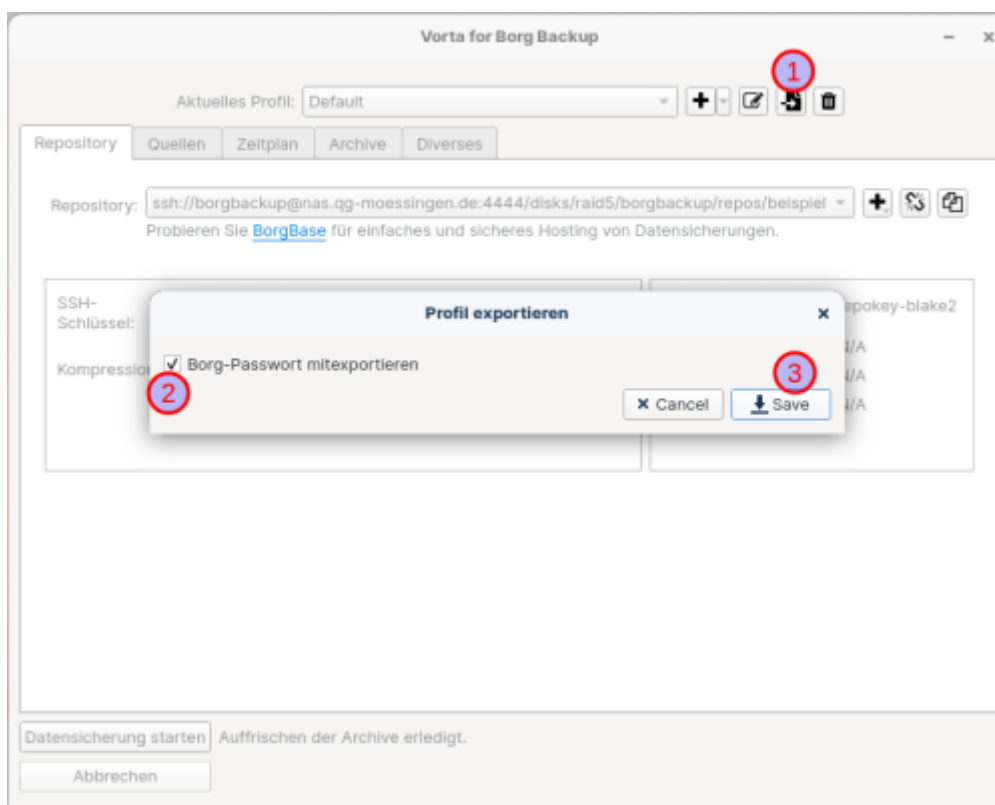 Vorta for Borg Backup
1
Aktuelles Profil: Default
Repository Quellen Zeitplan Archive Diverses
Repository: ssh://borgbackup@nas.qg-moessingen.de:4444/disks/raid5/borgbackup/repos/beispiel
Probieren Sie BorgBase für einfaches und sicheres Hosting von Datensicherungen.
SSH-
Schlüssel:
epokey-blake2
Profil exportieren
N/A
Kompression
Borg-Passwort mitexportieren
N/A
2
3
Cancel Save
N/A
Datensicherung starten Auffrischen der Archive erledigt.
Abbrechen